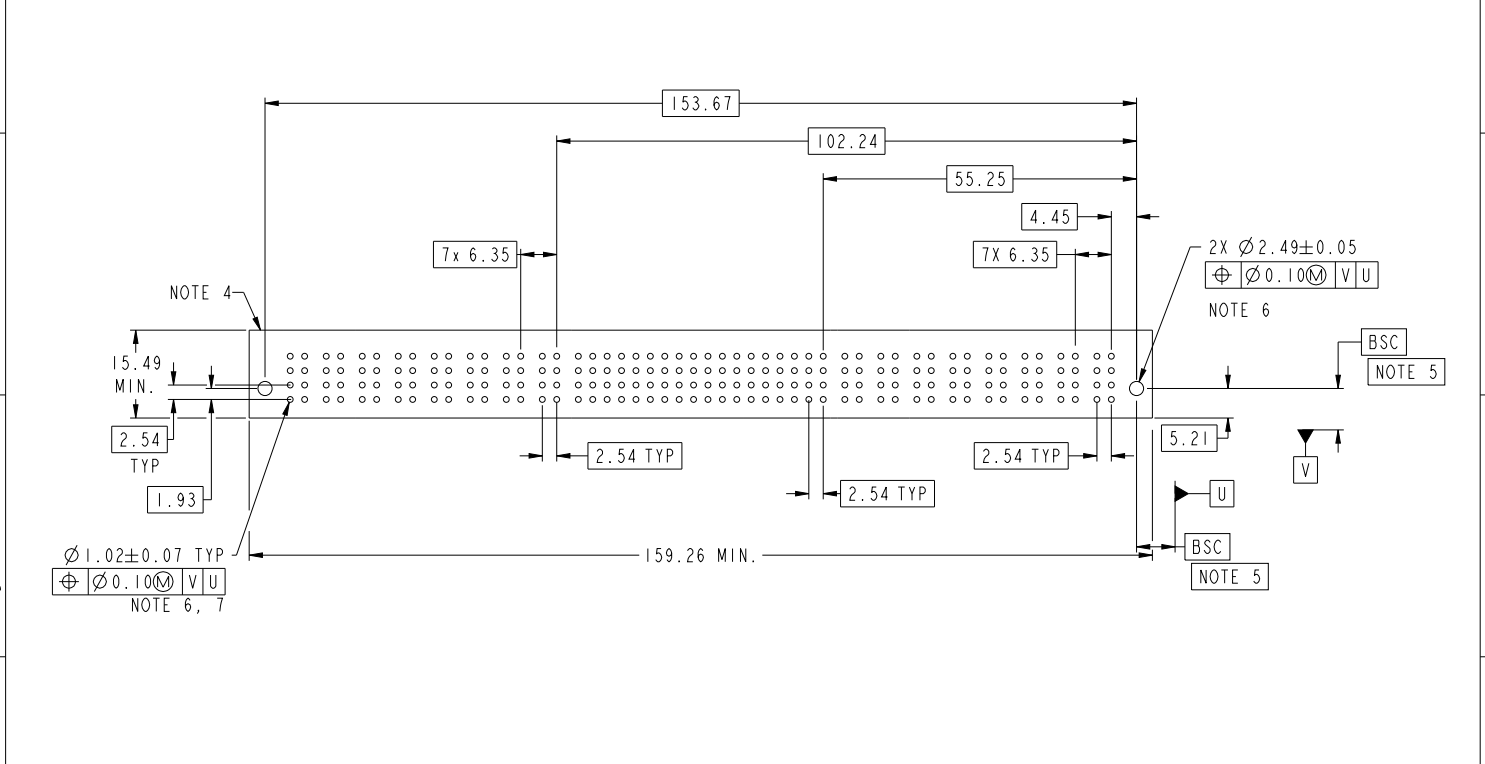 153.67
102.24
55.25
4.45
7x 6.35
7X 6.35
2X Ø2.49±0.05
⌖ Ø0.10Ⓜ V U
NOTE 6
NOTE 4
15.49
MIN.
BSC
NOTE 5
2.54
TYP
5.21
2.54 TYP
2.54 TYP
V
1.93
2.54 TYP
U
Ø1.02±0.07 TYP
⌖ Ø0.10Ⓜ V U
NOTE 6, 7
159.26 MIN.
BSC
NOTE 5